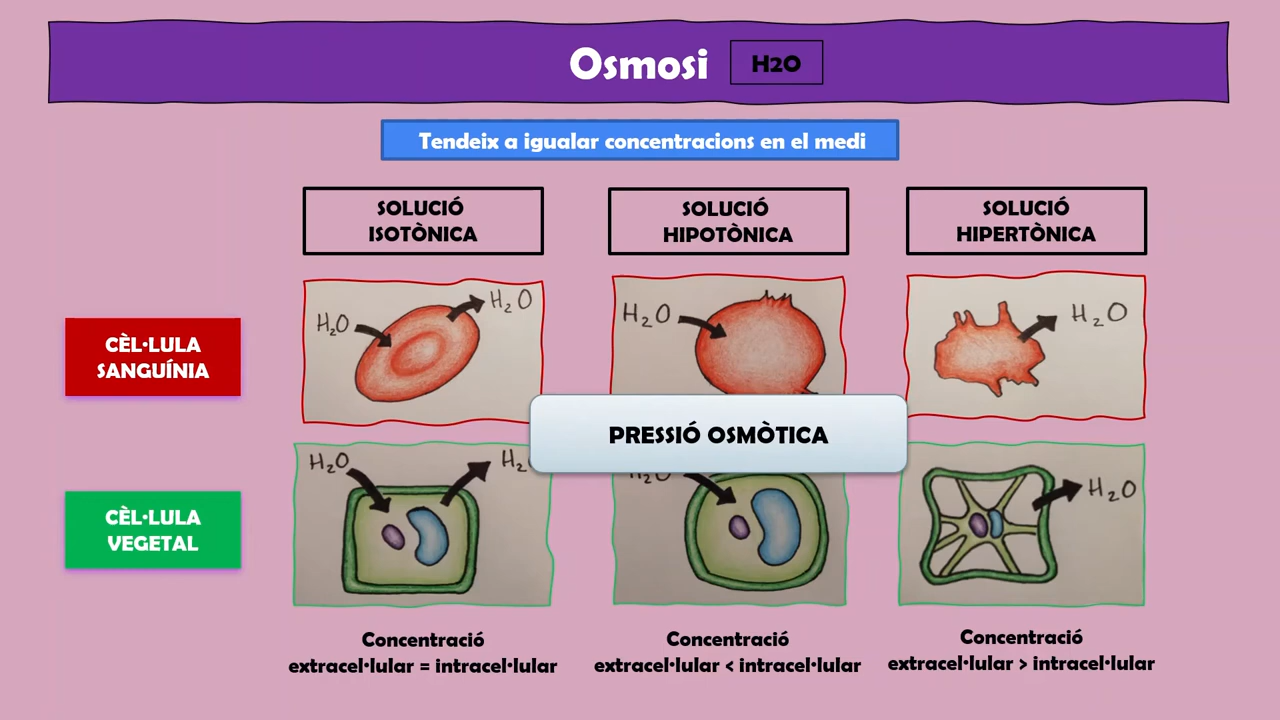 Osmosi
H2O
Tendeix a igualar concentracions en el medi
SOLUCIÓ
ISOTÒNICA
SOLUCIÓ
HIPOTÒNICA
SOLUCIÓ
HIPERTÒNICA
CÈL·LULA
SANGUÍNIA
H₂O
H₂O
H₂O
H₂O
PRESSIÓ OSMÒTICA
CÈL·LULA
VEGETAL
H₂O
H₂O
Concentració
extracel·lular = intracel·lular
Concentració
extracel·lular < intracel·lular
Concentració
extracel·lular > intracel·lular